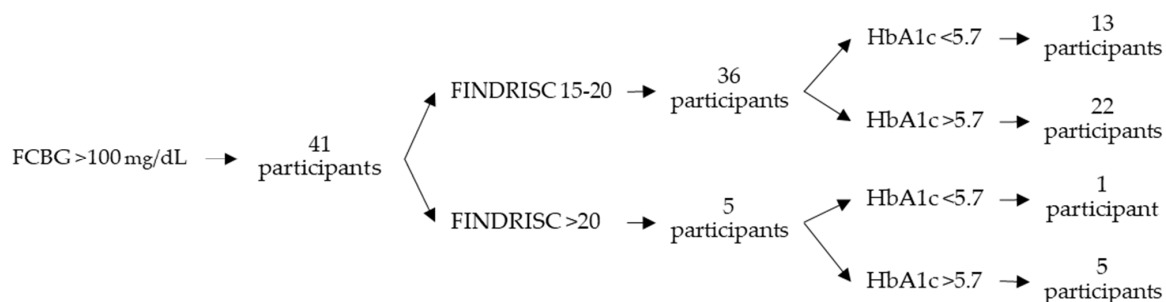 FCBG >100 mg/dL
41
participants
FINDRISC 15-20
36
participants
HbA1c <5.7
13
participants
HbA1c >5.7
22
participants
FINDRISC >20
5
participants
HbA1c <5.7
1
participant
HbA1c >5.7
5
participants